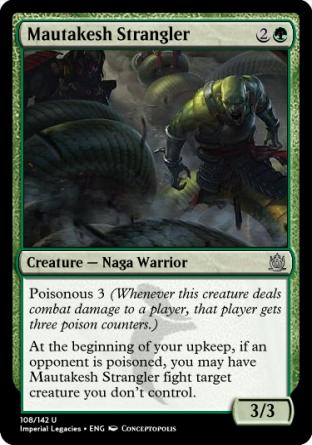 Mautakesh Strangler 2
Creature — Naga Warrior
Poisonous 3 (Whenever this creature deals
combat damage to a player, that player gets
three poison counters.)
At the beginning of your upkeep, if an
opponent is poisoned, you may have
Mautakesh Strangler fight target
creature you don't control.
3/3
108/142 U
Imperial Legacies • ENG Conceptopolis